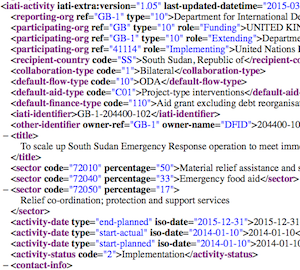 <iati-activity iati-extra:version="1.05" last-updated-datetime="2015-03
<reporting-org ref="GB-1" type="10">Department for International De
<participating-org ref="GB" type="10" role="Funding">UNITED KIN
<participating-org ref="GB-1" type="10" role="Extending">Departme
<participating-org ref="41114" role="Implementing">United Nations D
<recipient-country code="SS">South Sudan, Republic of</recipient-co
<collaboration-type code="1">Bilateral</collaboration-type>
<default-flow-type code="10">ODA</default-flow-type>
<default-aid-type code="C01">Project-type interventions</default-aid
<default-finance-type code="110">Aid grant excluding debt reorganisat
<iati-identifier>GB-1-204400-102</iati-identifier>
<other-identifier owner-ref="GB-1" owner-name="DFID">204400-10
− <title>
To scale up South Sudan Emergency Response operation to meet imme
</title>
<sector code="72010" percentage="50">Material relief assistance and s
<sector code="72040" percentage="33">Emergency food aid</sector>
− <sector code="72050" percentage="17">
Relief co-ordination; protection and support services
</sector>
<activity-date type="end-planned" iso-date="2015-12-31">2015-12-31
<activity-date type="start-actual" iso-date="2014-01-10">2014-01-10<
<activity-date type="start-planned" iso-date="2014-01-10">2014-01-10
<activity-status code="2">Implementation</activity-status>
− <contact-info>